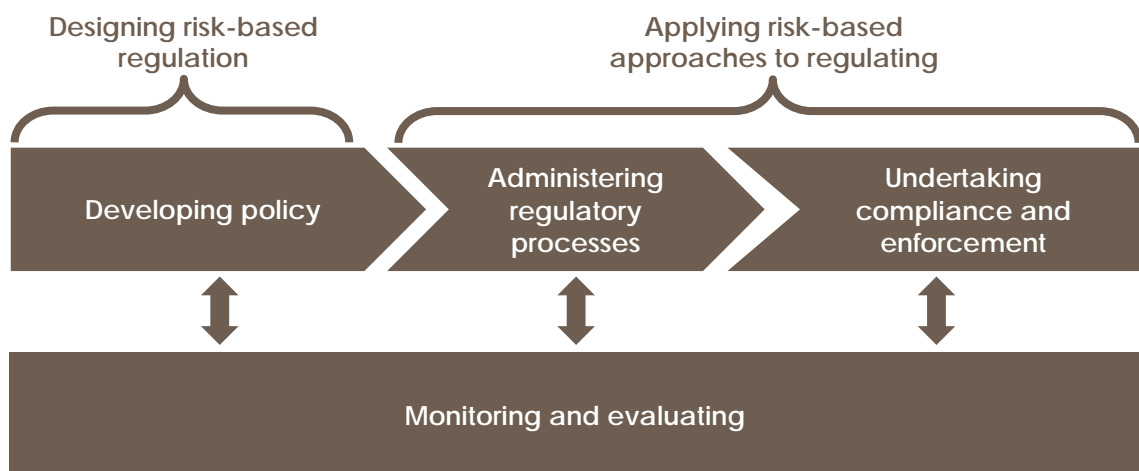 Designing risk-based
regulation
Applying risk-based
approaches to regulating
Developing policy
Administering
regulatory
processes
Undertaking
compliance and
enforcement
Monitoring and evaluating